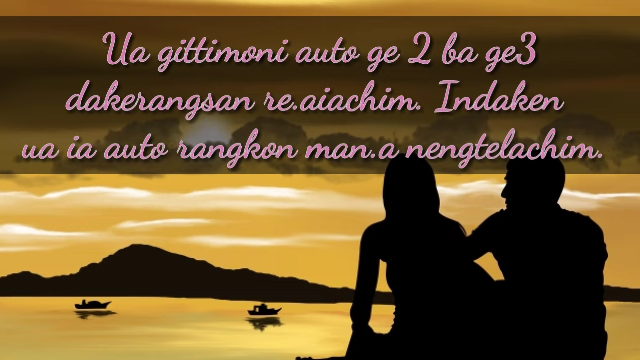 Ua gittimoni auto ge 2 ba ge3
dakerangsan re.aiachim. Indaken
ua ia auto rangkon man.a nengtelachim.